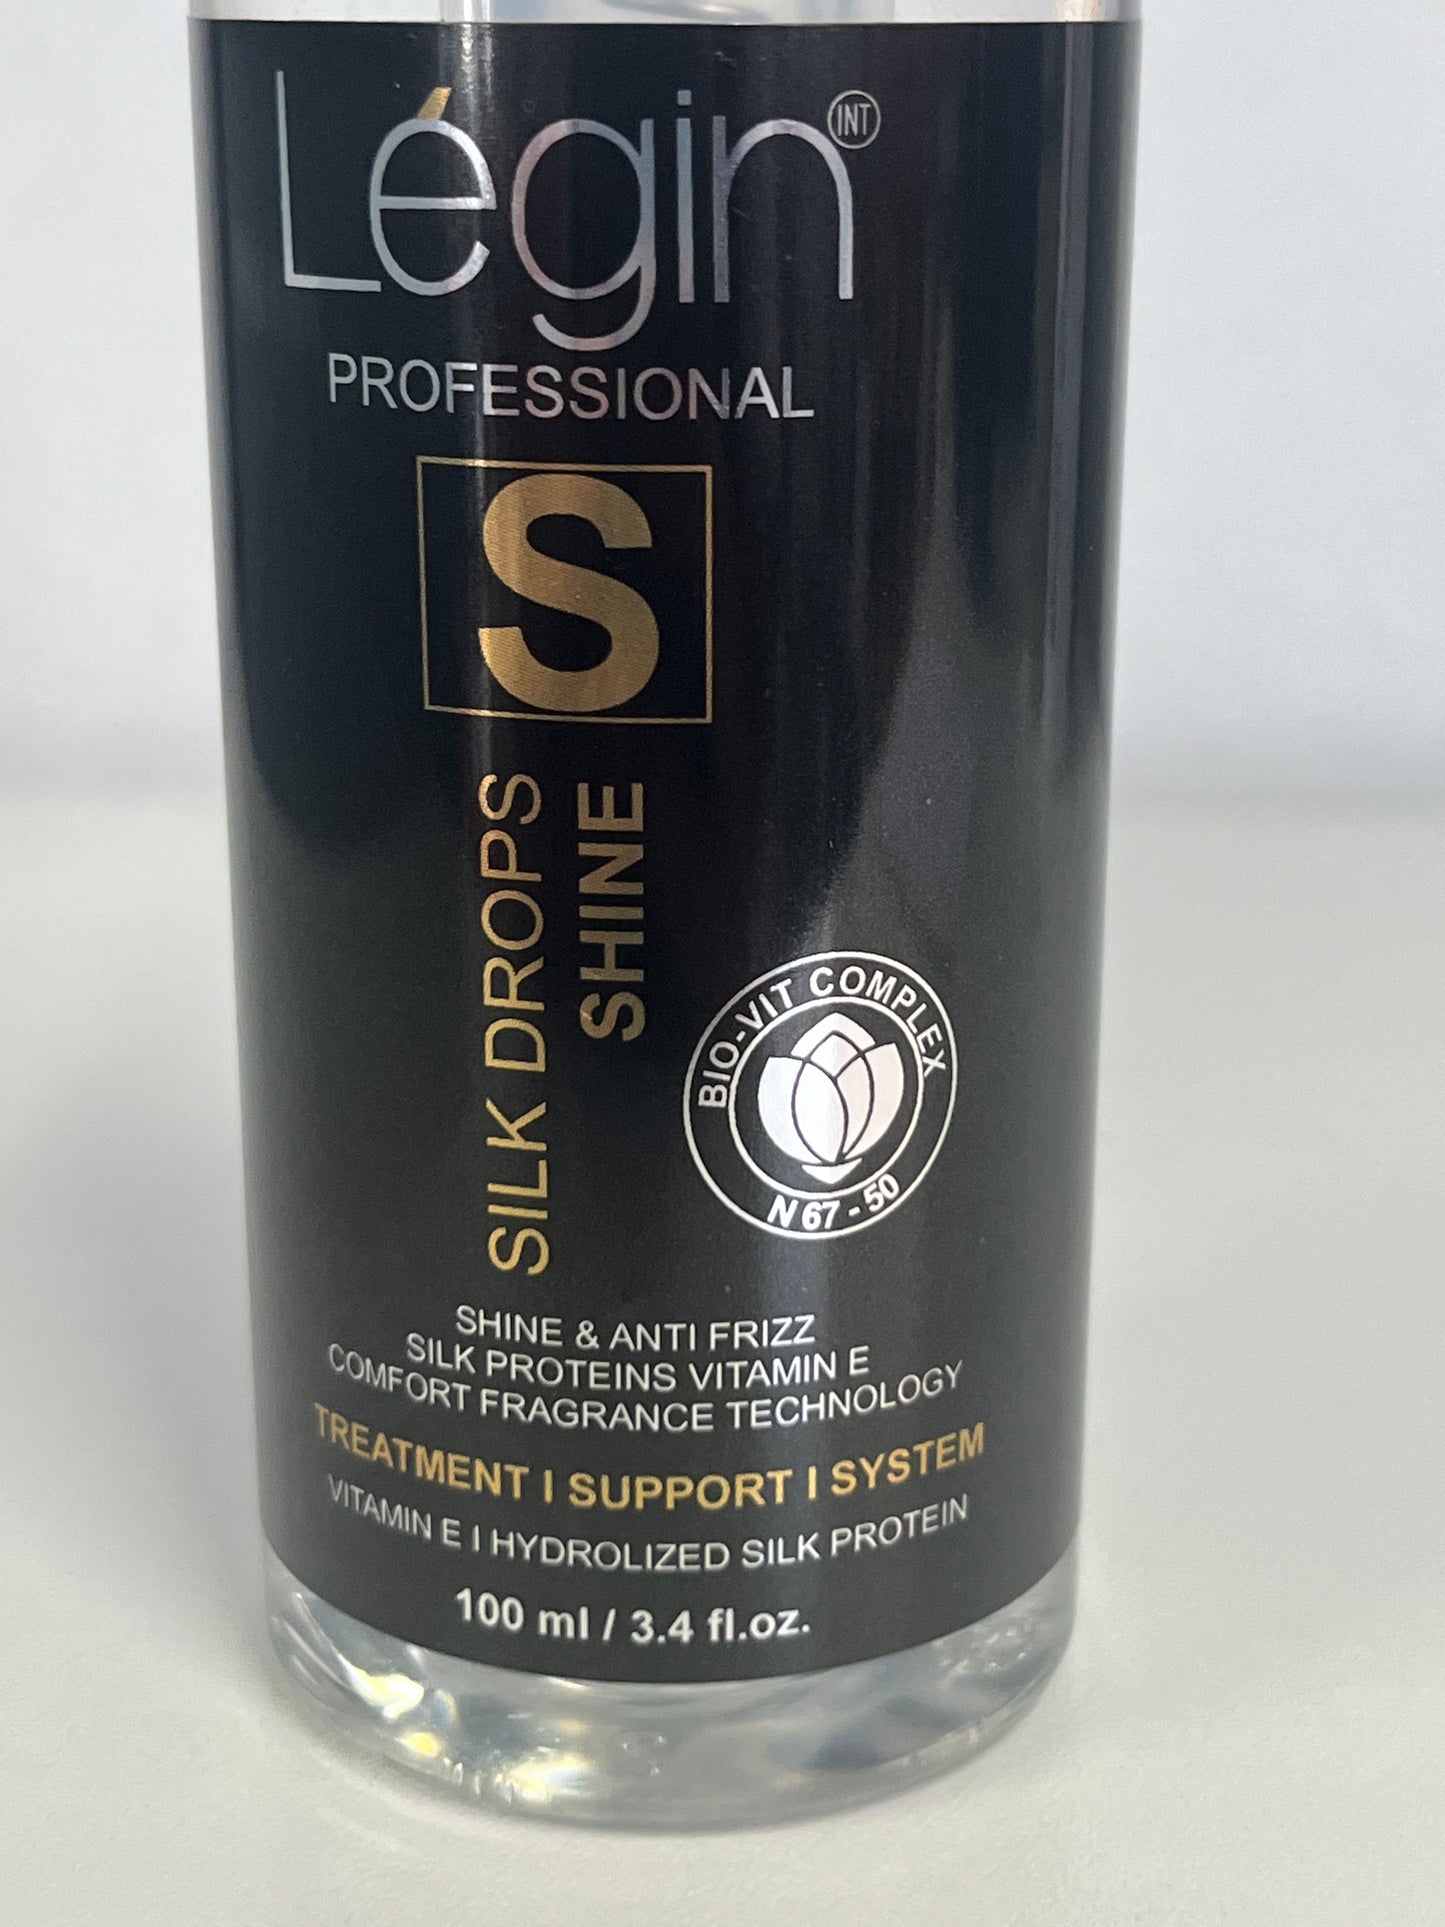 Légin INT
PROFESSIONAL
S
SILK DROPS
SHINE
BIO-VIT COMPLEX
N 67 - 50
SHINE & ANTI FRIZZ
SILK PROTEINS VITAMIN E
COMFORT FRAGRANCE TECHNOLOGY
TREATMENT I SUPPORT I SYSTEM
VITAMIN E I HYDROLIZED SILK PROTEIN
100 ml / 3.4 fl.oz.